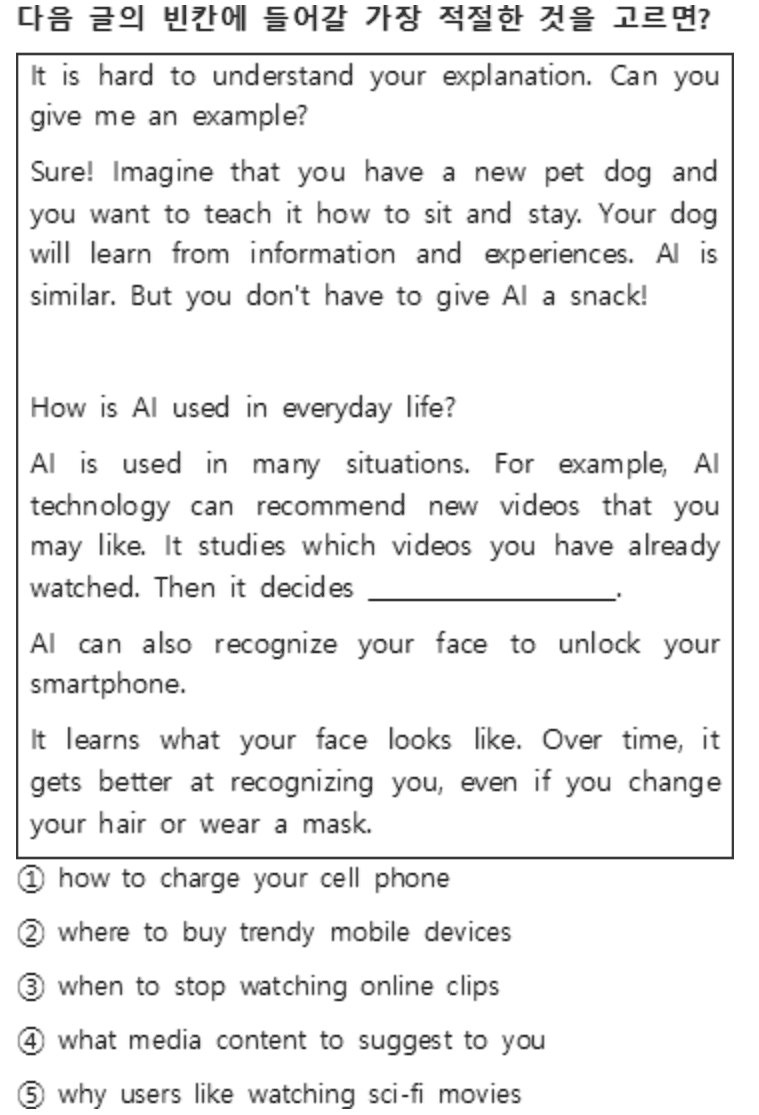 다음 글의 빈칸에 들어갈 가장 적절한 것을 고르면?
It is hard to understand your explanation. Can you
give me an example?
Sure! Imagine that you have a new pet dog and
you want to teach it how to sit and stay. Your dog
will learn from information and experiences. AI is
similar. But you don't have to give AI a snack!
How is AI used in everyday life?
AI is used in many situations. For example, AI
technology can recommend new videos that you
may like. It studies which videos you have already
watched. Then it decides ________________.
AI can also recognize your face to unlock your
smartphone.
It learns what your face looks like. Over time, it
gets better at recognizing you, even if you change
your hair or wear a mask.
① how to charge your cell phone
② where to buy trendy mobile devices
③ when to stop watching online clips
④ what media content to suggest to you
⑤ why users like watching sci-fi movies